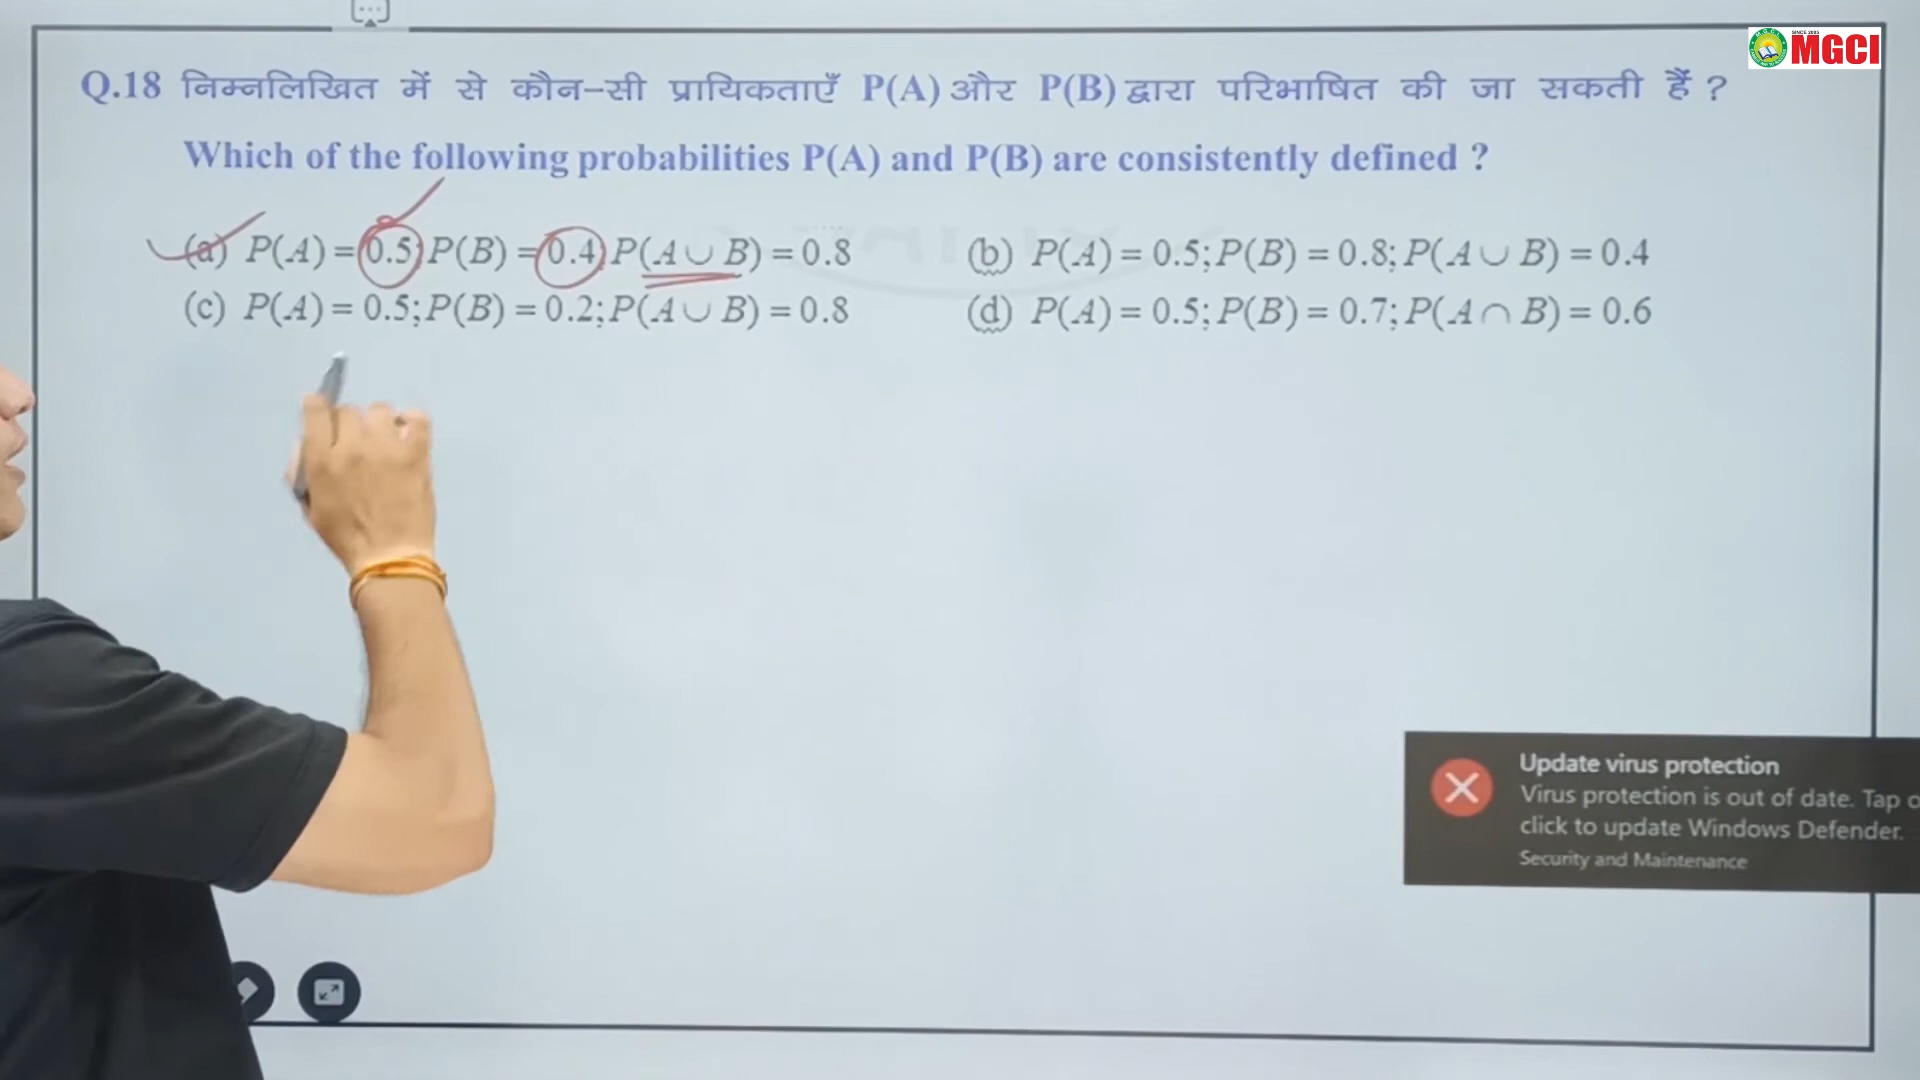 SINCE 2005
MGCI
Q.18 निम्नलिखित में से कौन-सी प्रायिकताएँ P(A) और P(B) द्वारा परिभाषित की जा सकती हैं ?
Which of the following probabilities P(A) and P(B) are consistently defined ?
(a) P(A) = 0.5; P(B) = 0.4; P(A ∪ B) = 0.8 (b) P(A) = 0.5; P(B) = 0.8; P(A ∪ B) = 0.4
(c) P(A) = 0.5; P(B) = 0.2; P(A ∪ B) = 0.8 (d) P(A) = 0.5; P(B) = 0.7; P(A ∩ B) = 0.6
Update virus protection
Virus protection is out of date. Tap o
click to update Windows Defender.
Security and Maintenance